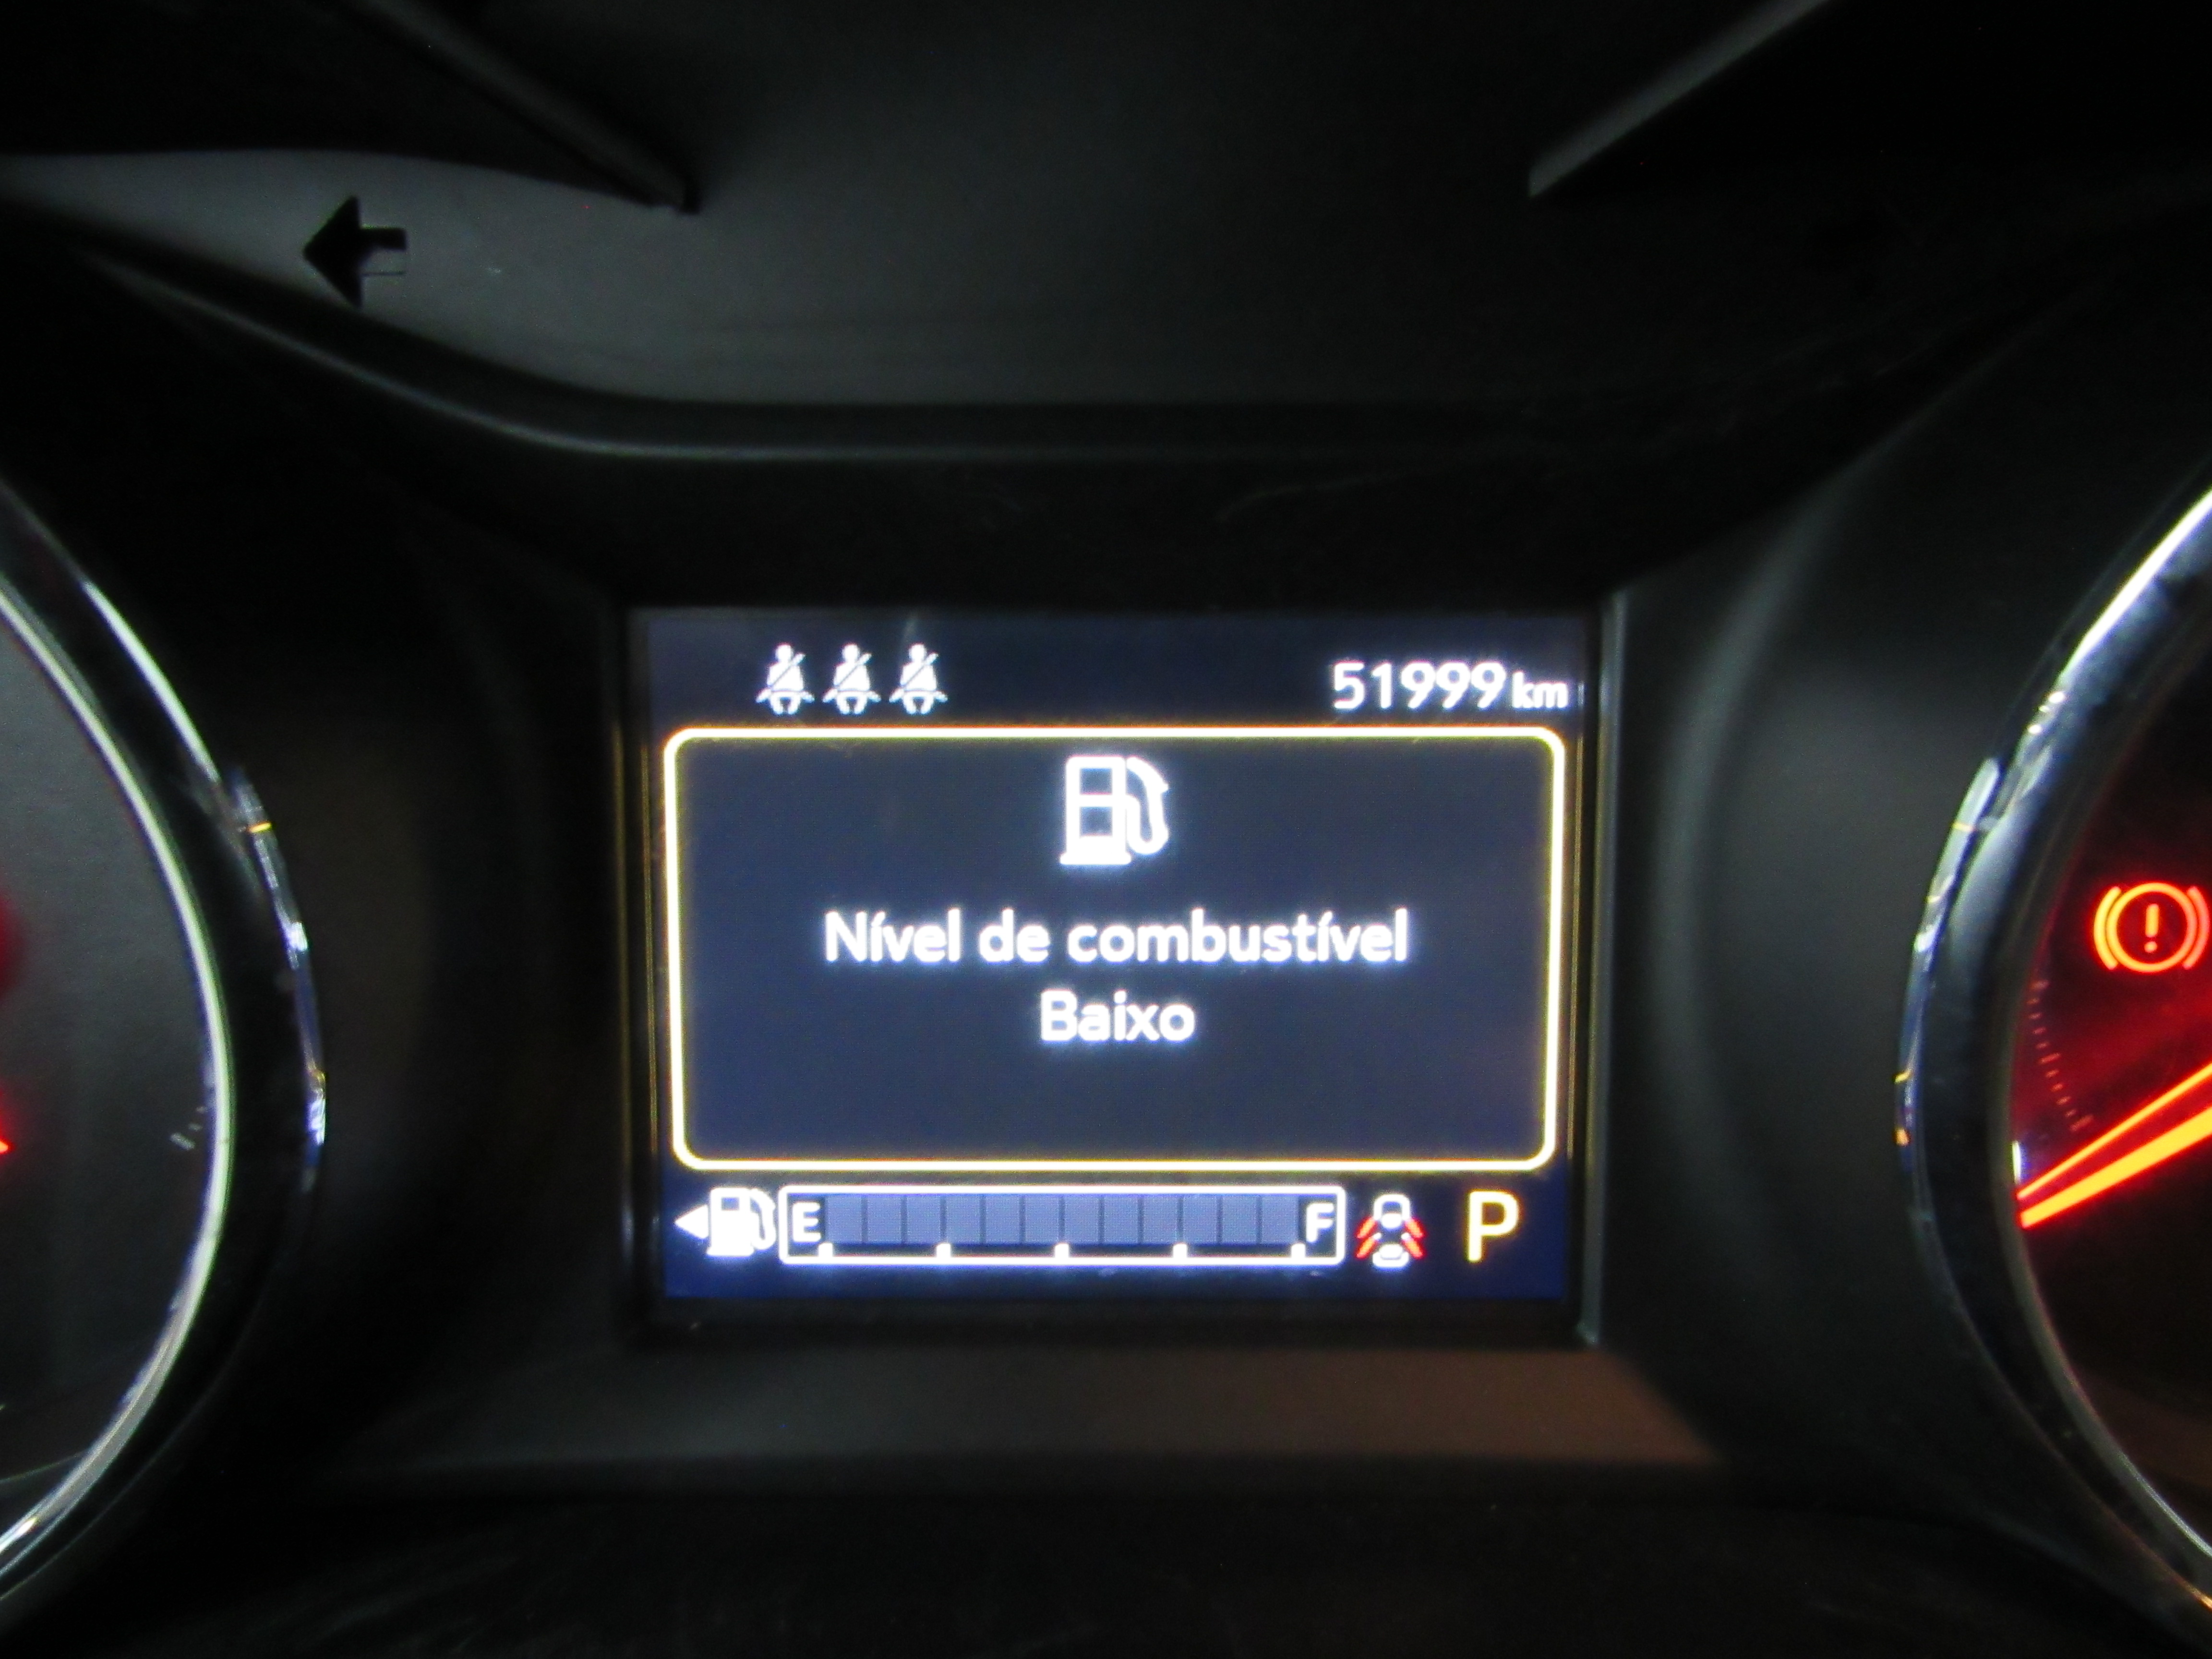 51999 km
Nível de combustível
Baixo
E F P